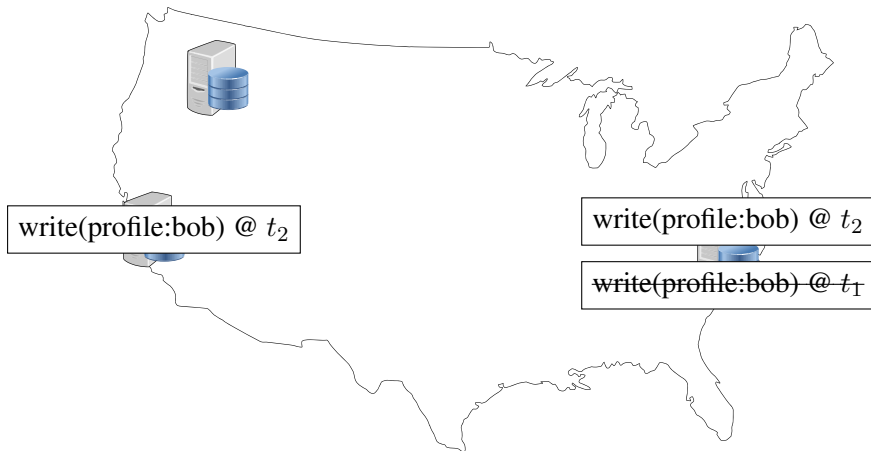 write(profile:bob) @ t₂
write(profile:bob) @ t₂
write(profile:bob) @ t₁